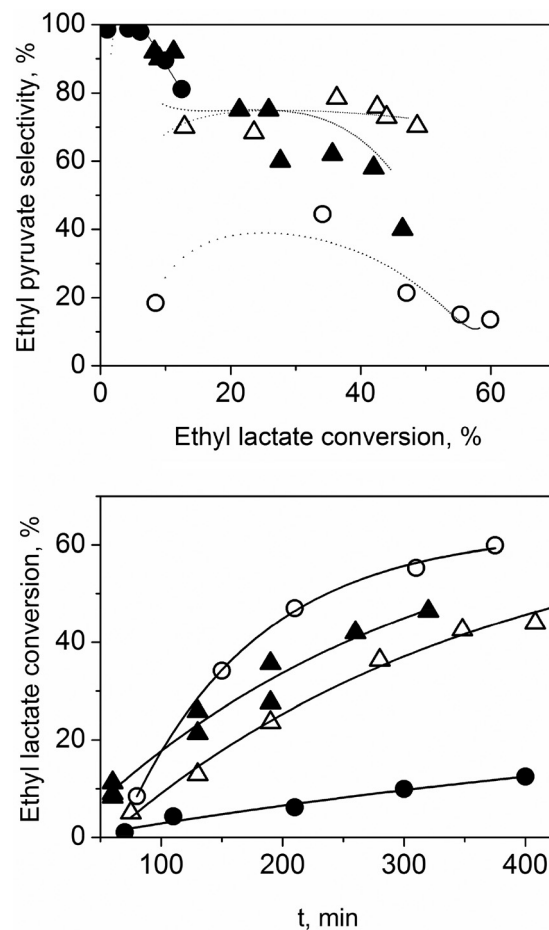 Ethyl pyruvate selectivity, %
100
80
60
40
20
0
0 20 40 60
Ethyl lactate conversion, %
Ethyl lactate conversion, %
60
40
20
0
100 200 300 400
t, min